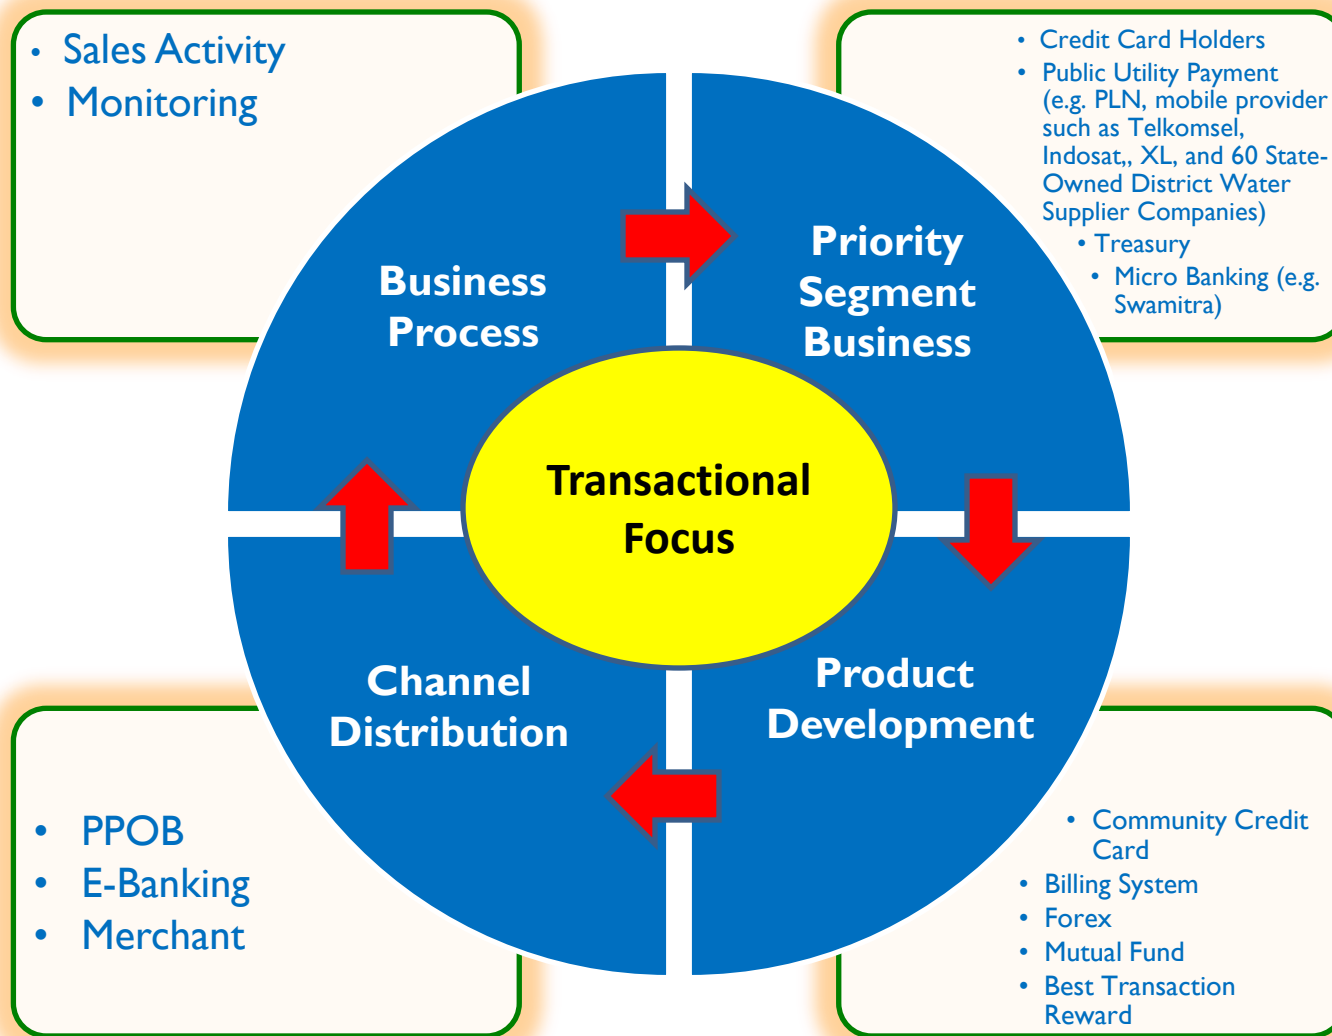 • Sales Activity
• Monitoring
• Credit Card Holders
• Public Utility Payment
(e.g. PLN, mobile provider
such as Telkomsel,
Indosat,, XL, and 60 State-
Owned District Water
Supplier Companies)
• Treasury
• Micro Banking (e.g.
Swamitra)
Business
Process
Priority
Segment
Business
Transactional
Focus
Channel
Distribution
Product
Development
• PPOB
• E-Banking
• Merchant
• Community Credit
Card
• Billing System
• Forex
• Mutual Fund
• Best Transaction
Reward